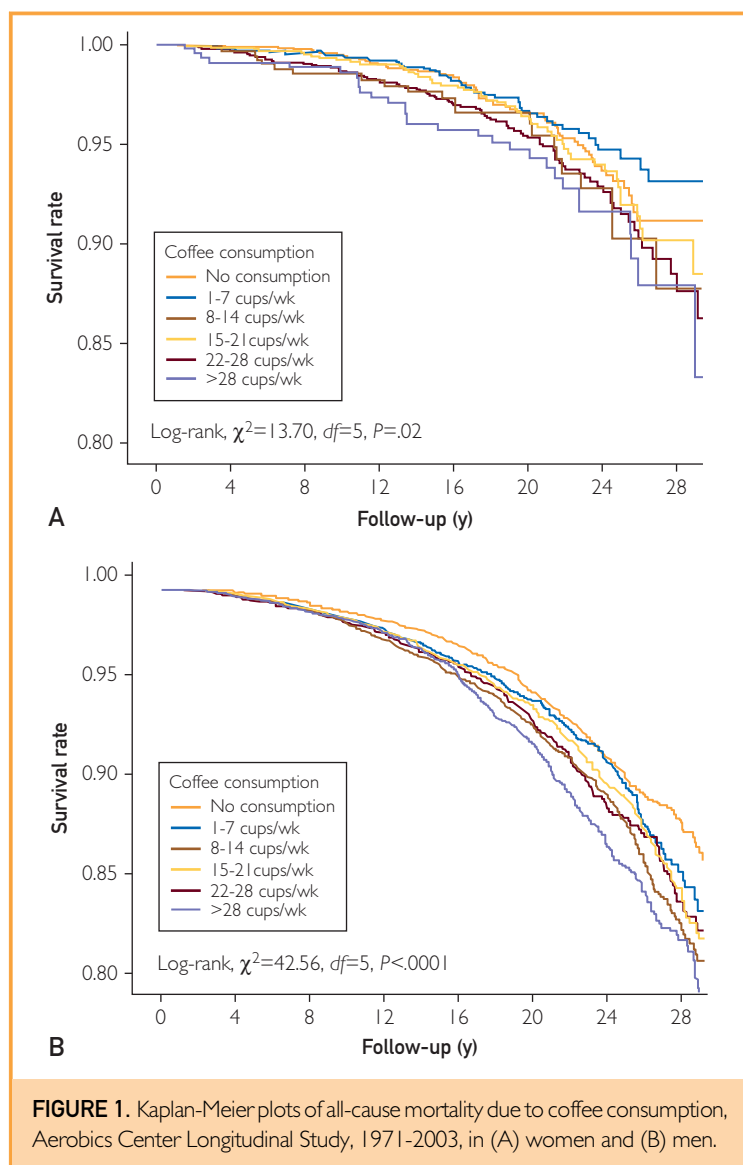 1.00
0.95
0.90
0.85
0.80
Survival rate
Coffee consumption
No consumption
1-7 cups/wk
8-14 cups/wk
15-21cups/wk
22-28 cups/wk
>28 cups/wk
Log-rank, χ²=13.70, df=5, P=.02
0 4 8 12 16 20 24 28
A
Follow-up (y)
1.00
0.95
0.90
0.85
0.80
Survival rate
Coffee consumption
No consumption
1-7 cups/wk
8-14 cups/wk
15-21cups/wk
22-28 cups/wk
>28 cups/wk
Log-rank, χ²=42.56, df=5, P<.0001
0 4 8 12 16 20 24 28
B
Follow-up (y)
FIGURE 1. Kaplan-Meier plots of all-cause mortality due to coffee consumption,
Aerobics Center Longitudinal Study, 1971-2003, in (A) women and (B) men.